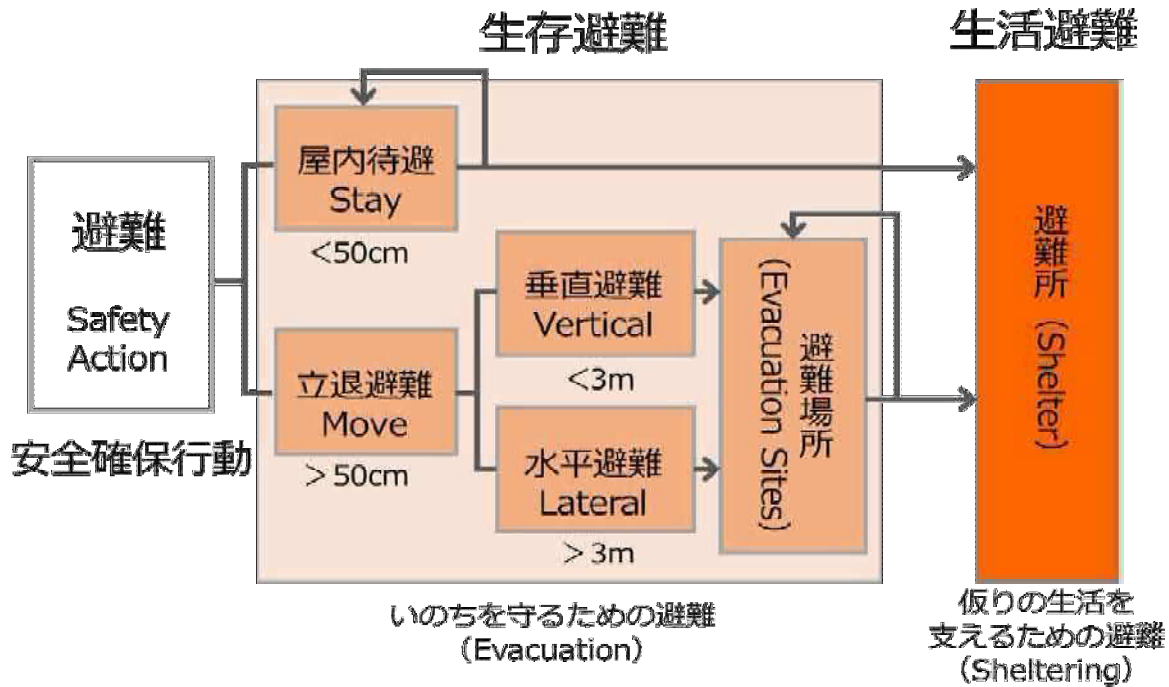 生存避難
生活避難
避難
Safety
Action
安全確保行動
屋内待避
Stay
<50cm
立退避難
Move
>50cm
垂直避難
Vertical
<3m
水平避難
Lateral
>3m
避難場所
(Evacuation Sites)
避難所 (Shelter)
いのちを守るための避難
(Evacuation)
仮りの生活を
支えるための避難
(Sheltering)